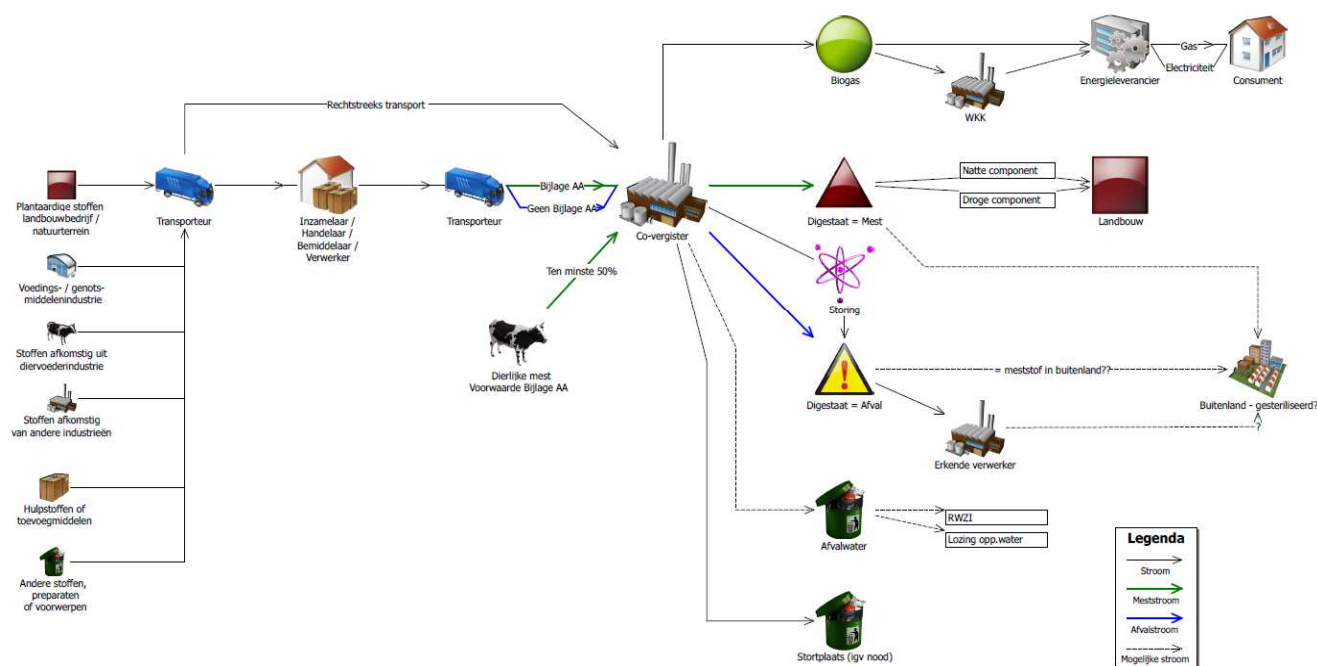 Rechtstreeks transport
Plantaardige stoffen
landbouwbedrijf /
natuurterrein
Transporteur
Inzamelaar /
Handelaar /
Bemiddelaar /
Verwerker
Transporteur
Bijlage AA
Geen Bijlage AA
Co-vergister
Voedings- / genots-
middelenindustrie
Stoffen afkomstig uit
diervoederindustrie
Stoffen afkomstig
van andere industrieën
Hulpstoffen of
toevoegmiddelen
Andere stoffen,
preparaten
of voorwerpen
Ten minste 50%
Dierlijke mest
Voorwaarde Bijlage AA
Biogas
WKK
Energieleverancier
Gas
Electriciteit
Consument
Digestaat = Mest
Natte component
Droge component
Landbouw
Storing
Digestaat = Afval
= meststof in buitenland??
Buitenland - gesteriliseerd?
?
Erkende verwerker
Afvalwater
RWZI
Lozing opp.water
Stortplaats (igv nood)
Legenda
Stroom
Meststroom
Afvalstroom
Mogelijke stroom